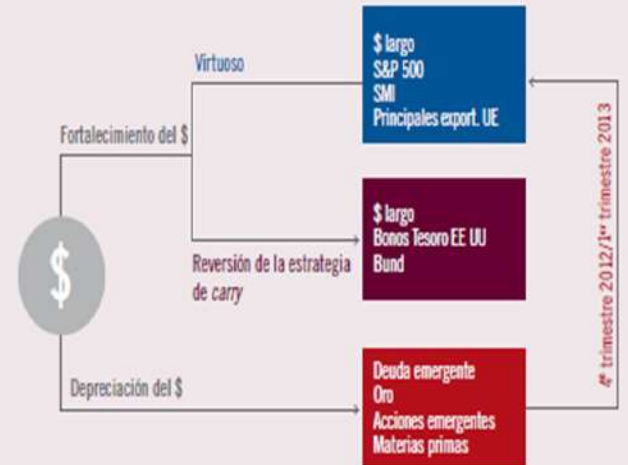 $ largo
S&P 500
SMI
Principales export. UE
Virtuoso
Fortalecimiento del $
$ largo
Bonos Tesoro EE UU
Bund
Reversión de la estrategia
de carry
$
Depreciación del $
Deuda emergente
Oro
Acciones emergentes
Materias primas
4º trimestre 2012/1er trimestre 2013